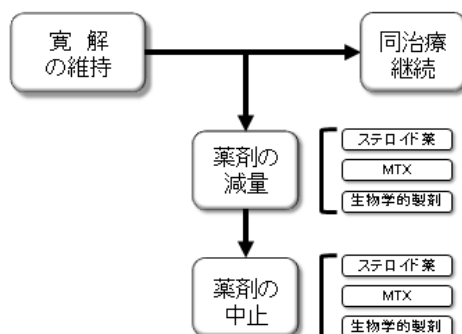 寛 解
の維持
同治療
継続
薬剤の
減量
ステロイド薬
MTX
生物学的製剤
薬剤の
中止
ステロイド薬
MTX
生物学的製剤